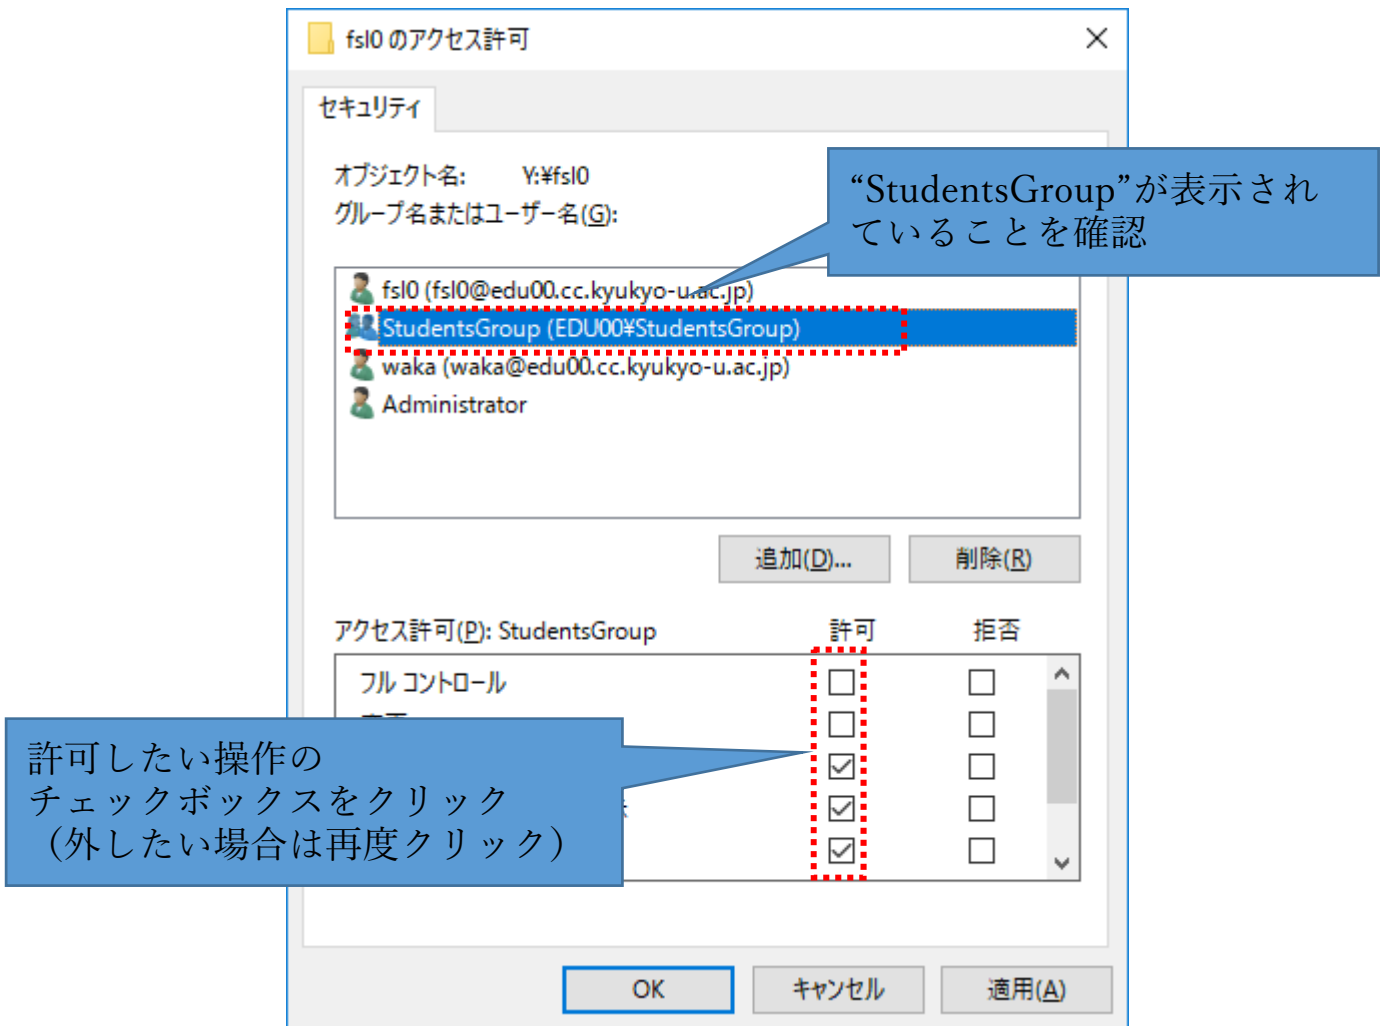 fsl0 のアクセス許可
セキュリティ
オブジェクト名: Y:¥fsl0
グループ名またはユーザー名(G):
“StudentsGroup”が表示され
ていることを確認
fsl0 (fsl0@edu00.cc.kyukyo-u.ac.jp)
StudentsGroup (EDU00¥StudentsGroup)
waka (waka@edu00.cc.kyukyo-u.ac.jp)
Administrator
追加(D)...
削除(R)
アクセス許可(P): StudentsGroup 許可 拒否
フル コントロール
許可したい操作の
チェックボックスをクリック
（外したい場合は再度クリック）
OK
キャンセル
適用(A)